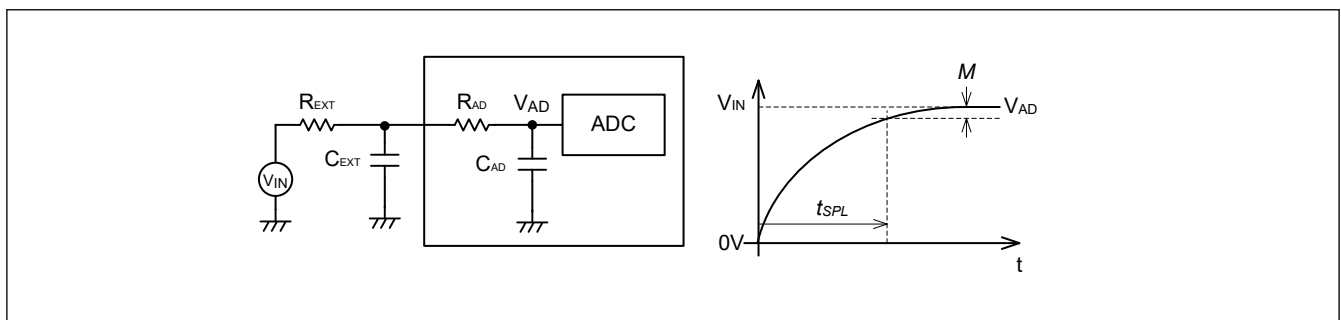 REXT
RAD
VAD
ADC
CEXT
CAD
VIN
M
VIN
VAD
tSPL
0V
t